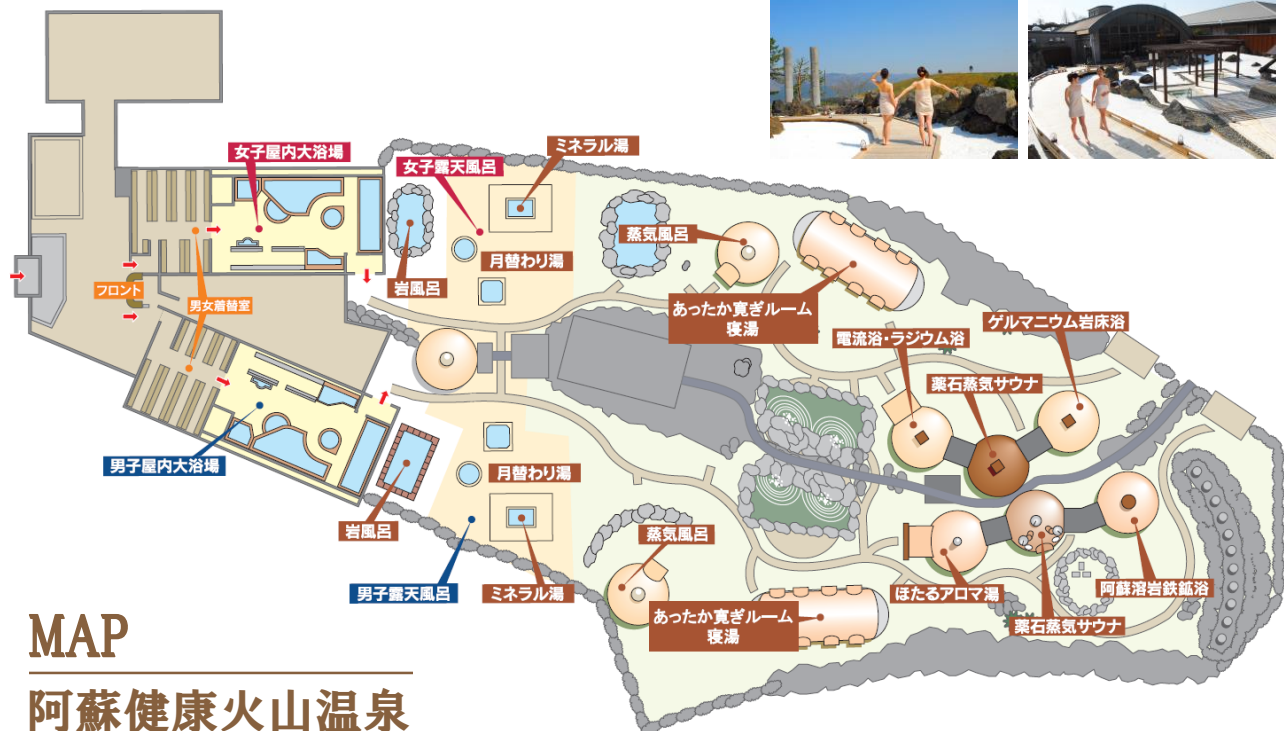 女子屋内大浴場
女子露天風呂
ミネラル湯
蒸気風呂
月替わり湯
岩風呂
フロント
男女着替室
あったか寛ぎルーム
寝湯
電流浴・ラジウム浴
ゲルマニウム岩床浴
薬石蒸気サウナ
男子屋内大浴場
月替わり湯
岩風呂
男子露天風呂
ミネラル湯
蒸気風呂
あったか寛ぎルーム
寝湯
ほたるアロマ湯
薬石蒸気サウナ
阿蘇溶岩鉄鉱浴
MAP
阿蘇健康火山温泉